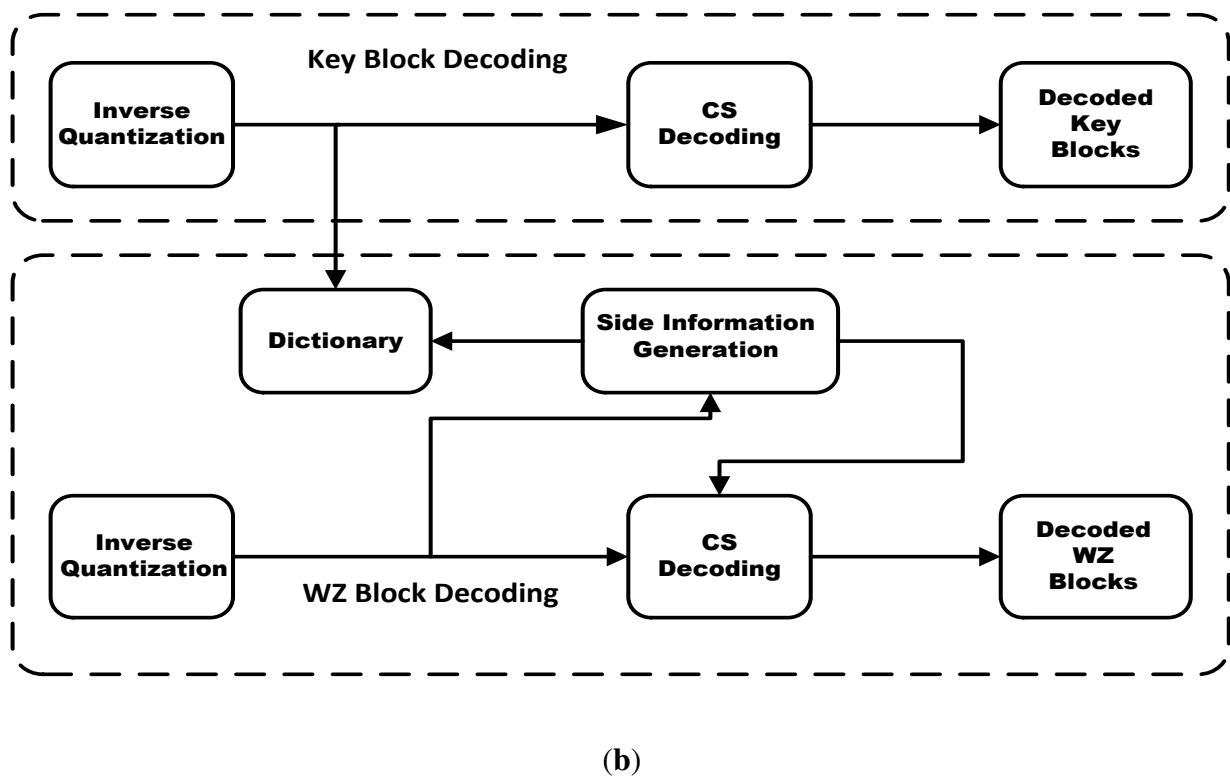 Key Block Decoding
Inverse
Quantization
CS
Decoding
Decoded
Key
Blocks
Dictionary
Side Information
Generation
Inverse
Quantization
CS
Decoding
Decoded
WZ
Blocks
WZ Block Decoding
(b)